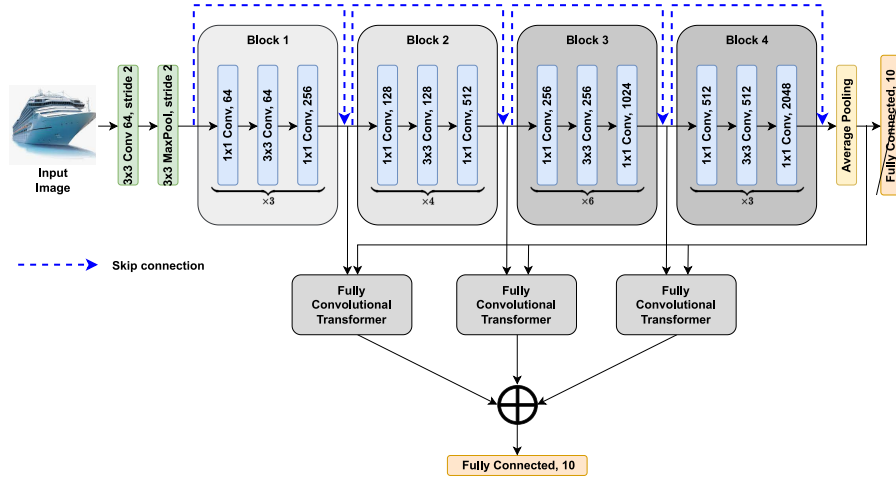 Block 1
Block 2
Block 3
Block 4
Input
Image
3x3 Conv 64, stride 2
3x3 MaxPool, stride 2
1x1 Conv, 64
3x3 Conv, 64
1x1 Conv, 256
×3
1x1 Conv, 128
3x3 Conv, 128
1x1 Conv, 512
×4
1x1 Conv, 256
3x3 Conv, 256
1x1 Conv, 1024
×6
1x1 Conv, 512
3x3 Conv, 512
1x1 Conv, 2048
×3
Average Pooling
Fully Connected, 10
Skip connection
Fully
Convolutional
Transformer
Fully
Convolutional
Transformer
Fully
Convolutional
Transformer
Fully Connected, 10